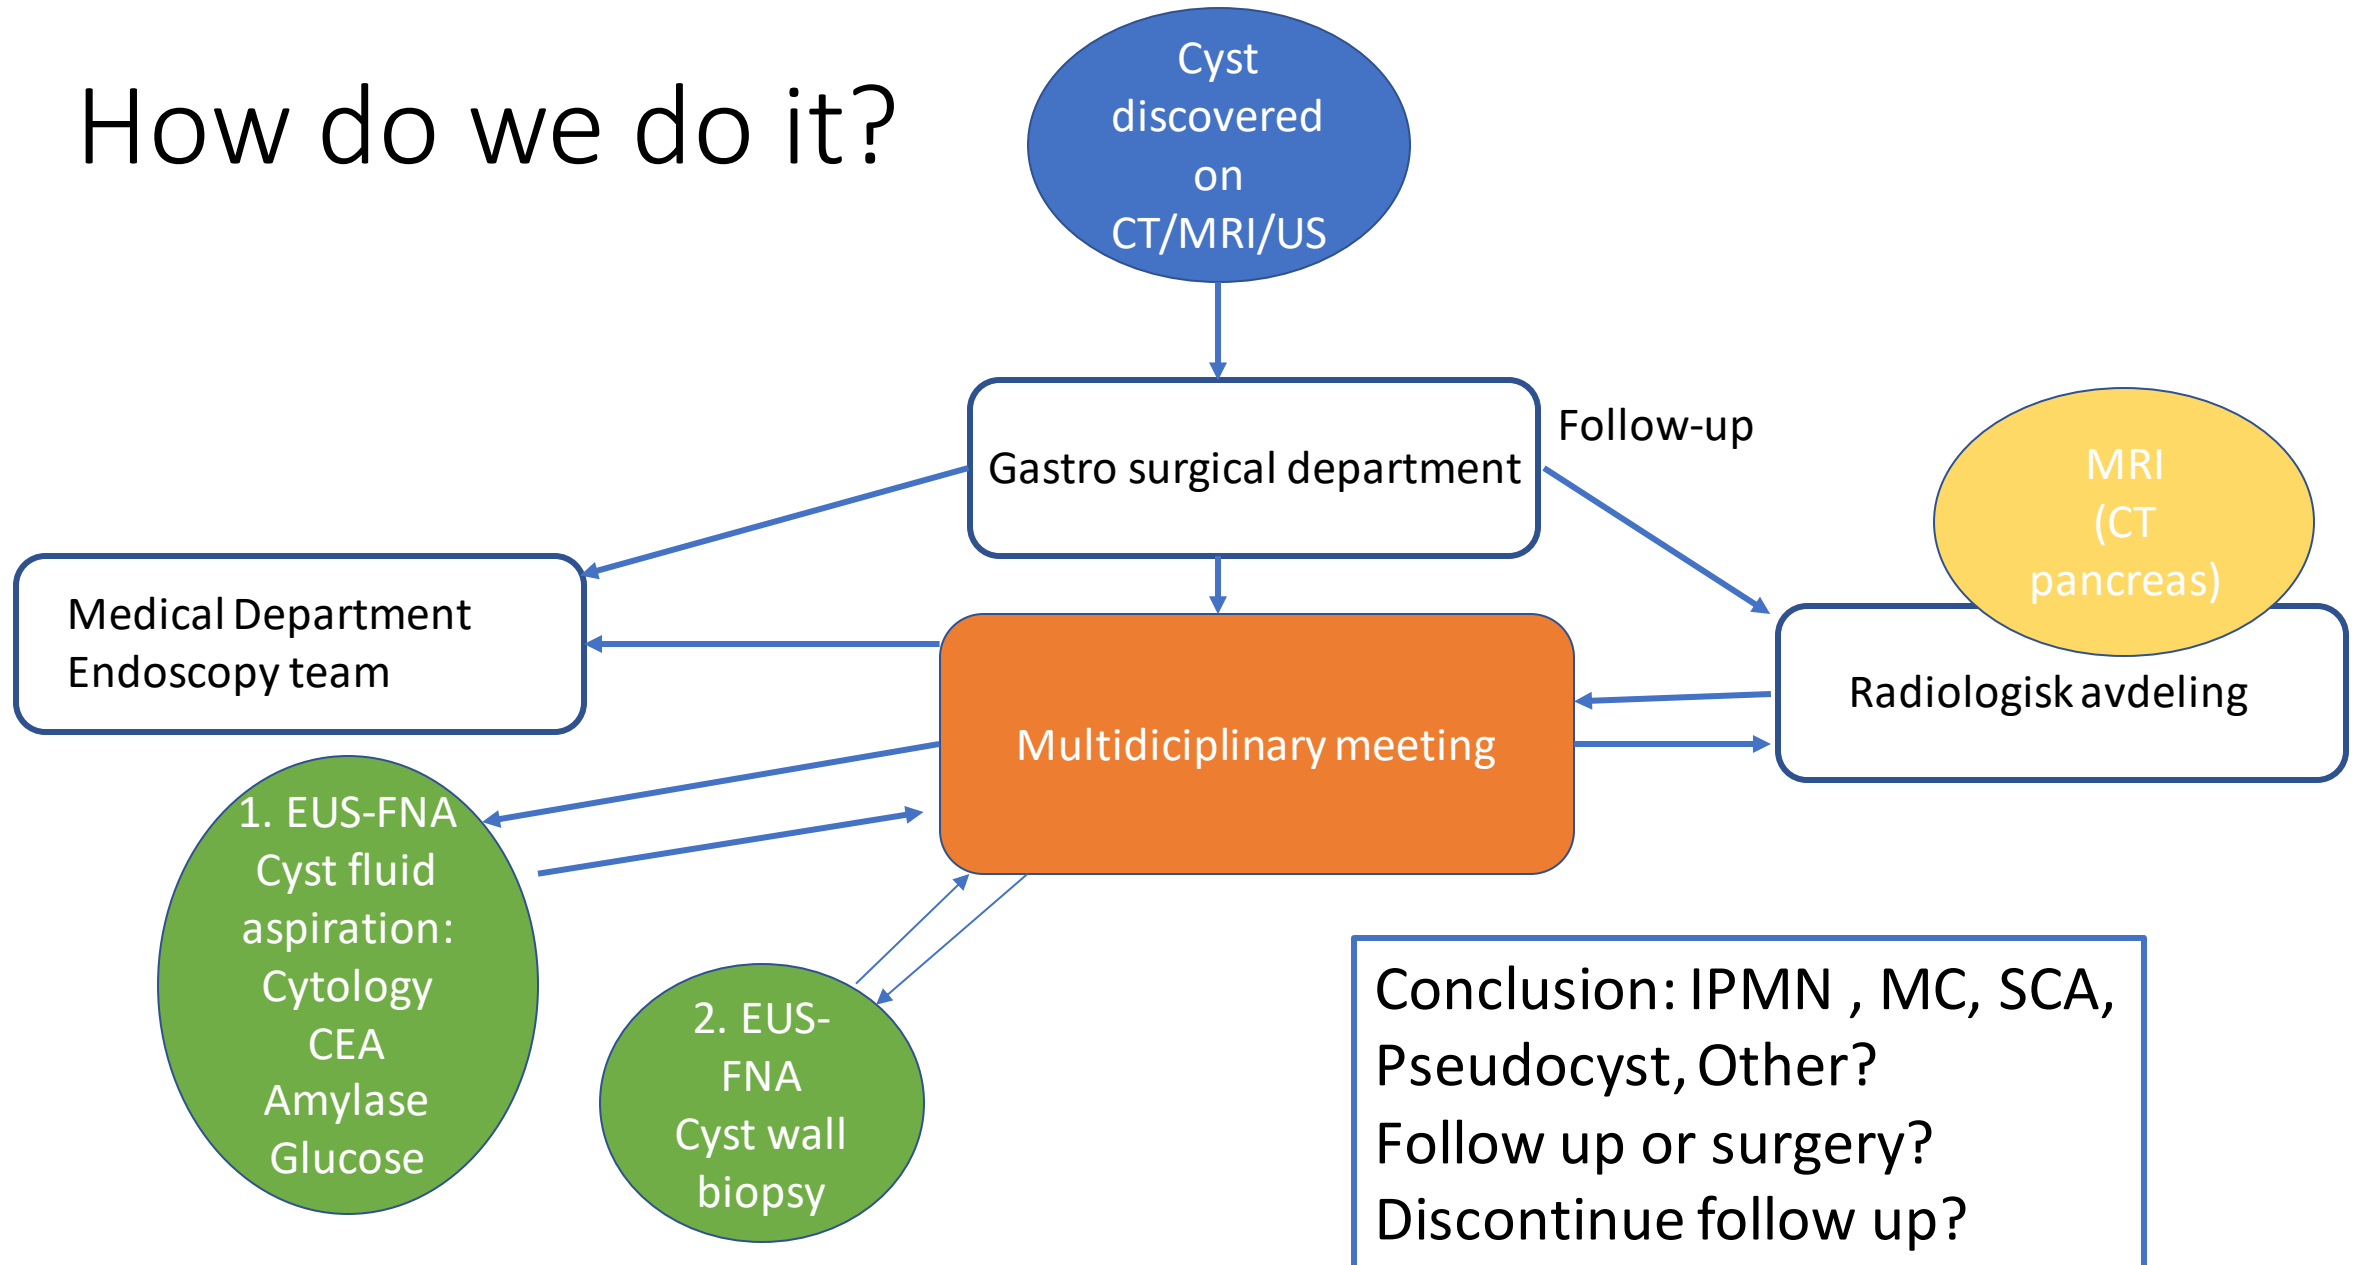 How do we do it?
Cyst
discovered
on
CT/MRI/US
Gastro surgical department
Follow-up
MRI
(CT
pancreas)
Medical Department
Endoscopy team
Radiologisk avdeling
Multidiciplinary meeting
1. EUS-FNA
Cyst fluid
aspiration:
Cytology
CEA
Amylase
Glucose
2. EUS-
FNA
Cyst wall
biopsy
Conclusion: IPMN , MC, SCA,
Pseudocyst, Other?
Follow up or surgery?
Discontinue follow up?